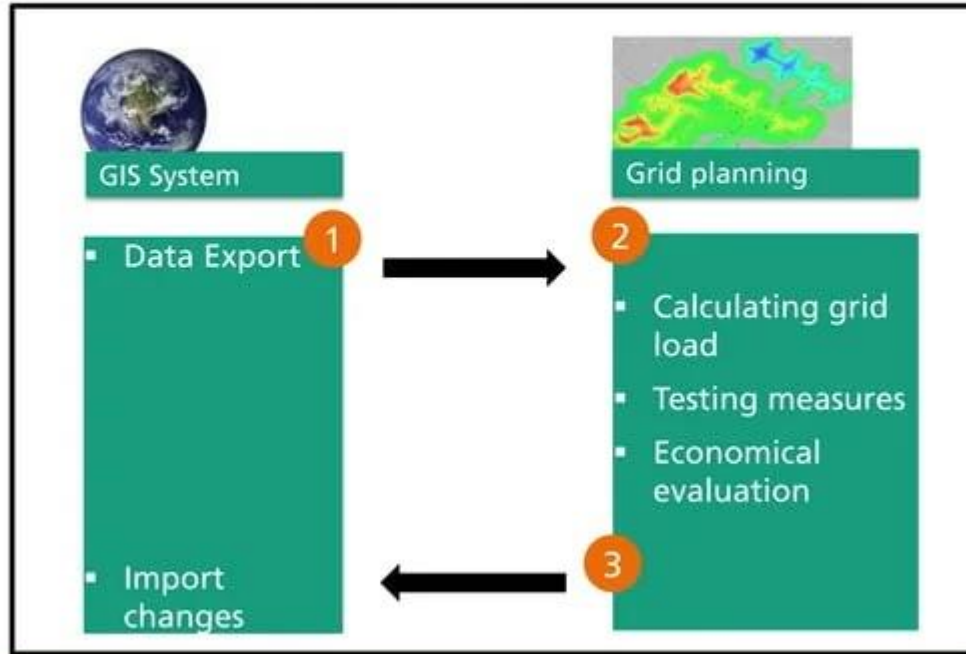 GIS System
1
▪ Data Export
▪ Import
changes
Grid planning
2
▪ Calculating grid
load
▪ Testing measures
▪ Economical
evaluation
3